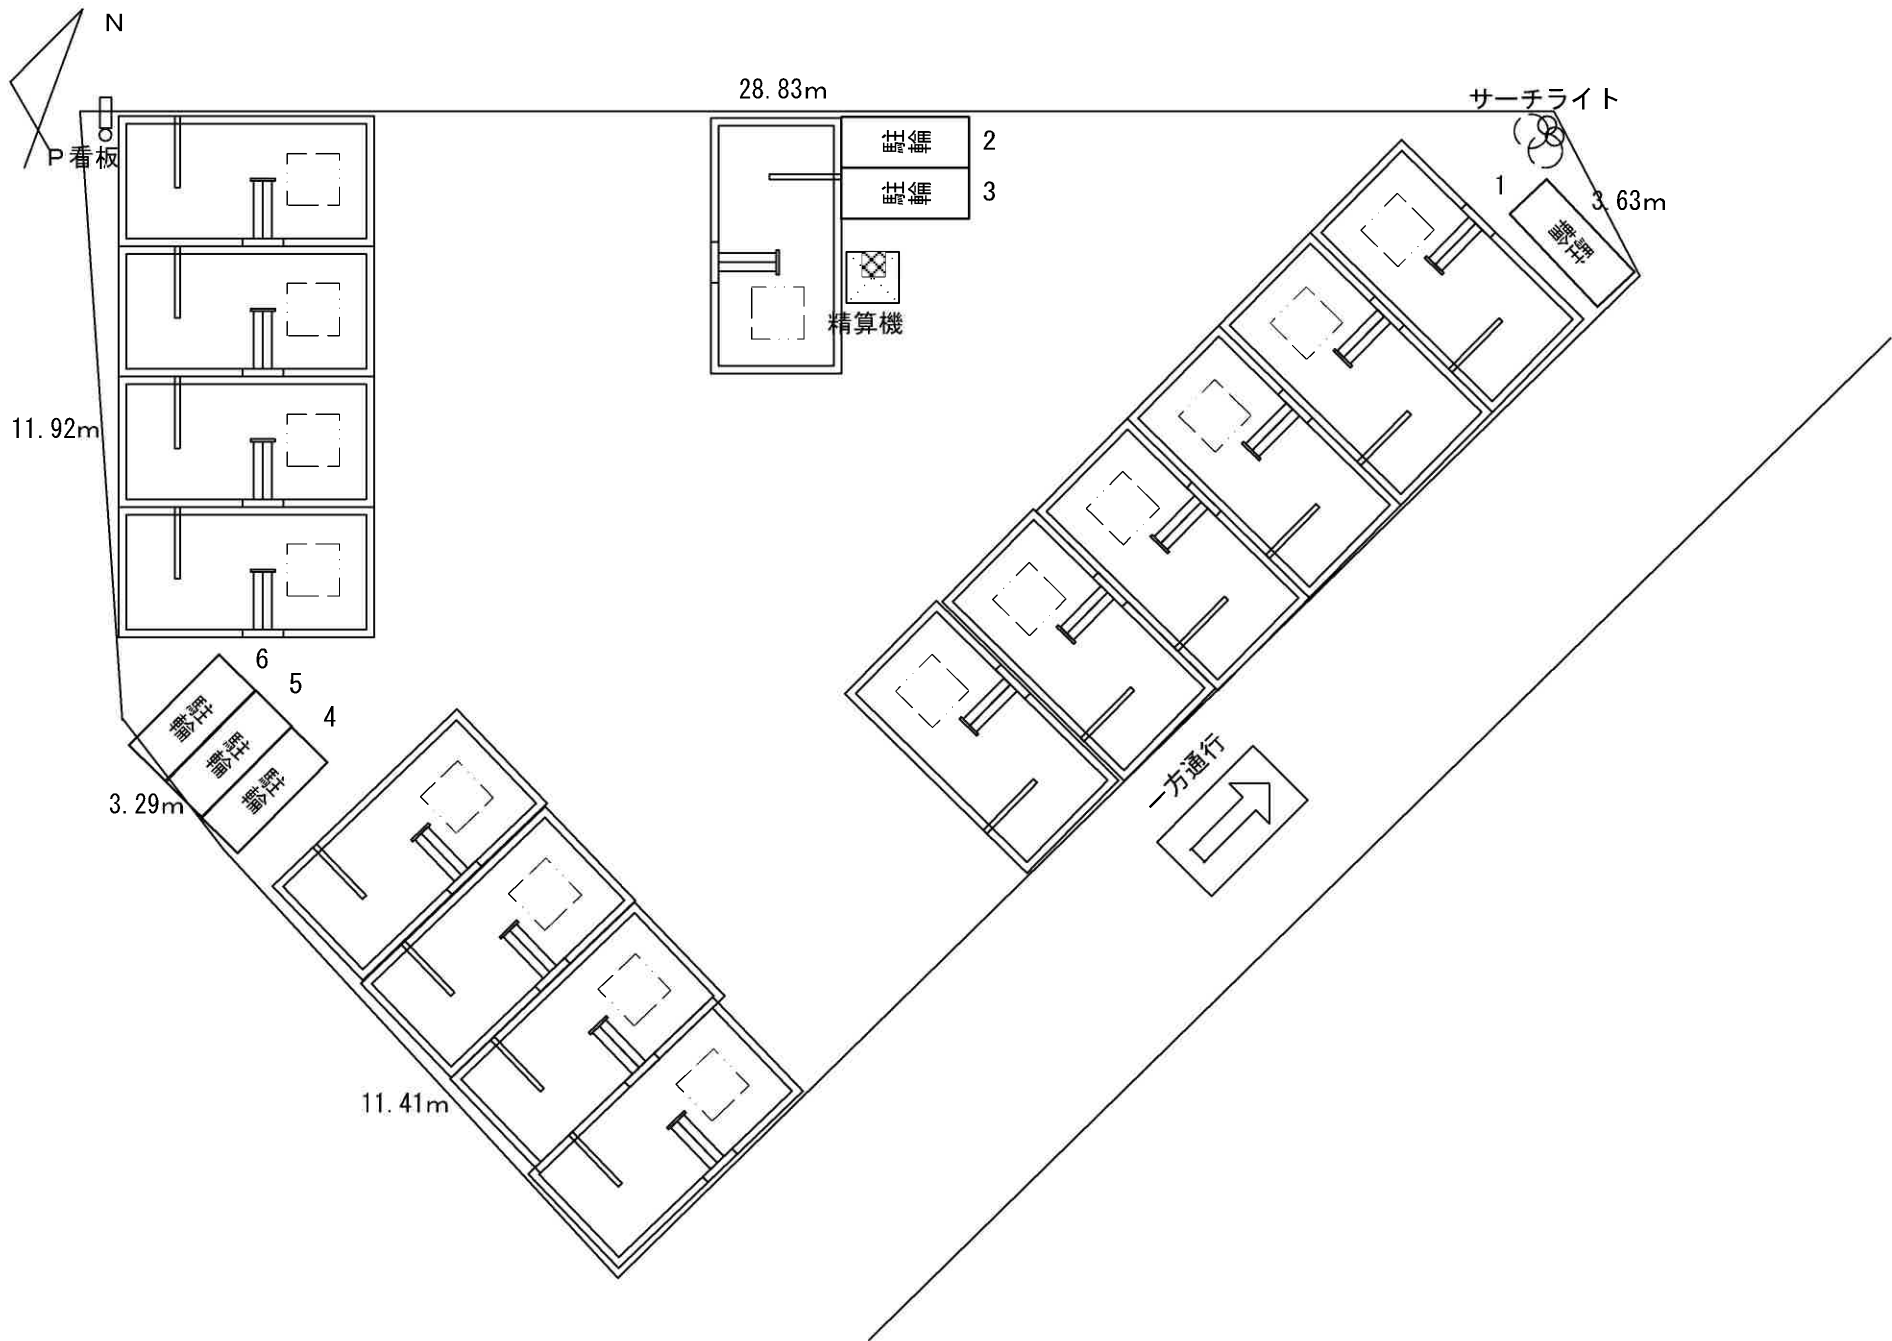 N
28.83m
サーチライト
P看板
駐輪
2
駐輪
3
1
3.63m
駐輪
精算機
11.92m
6
5
4
駐輪
駐輪
駐輪
3.29m
一方通行
11.41m